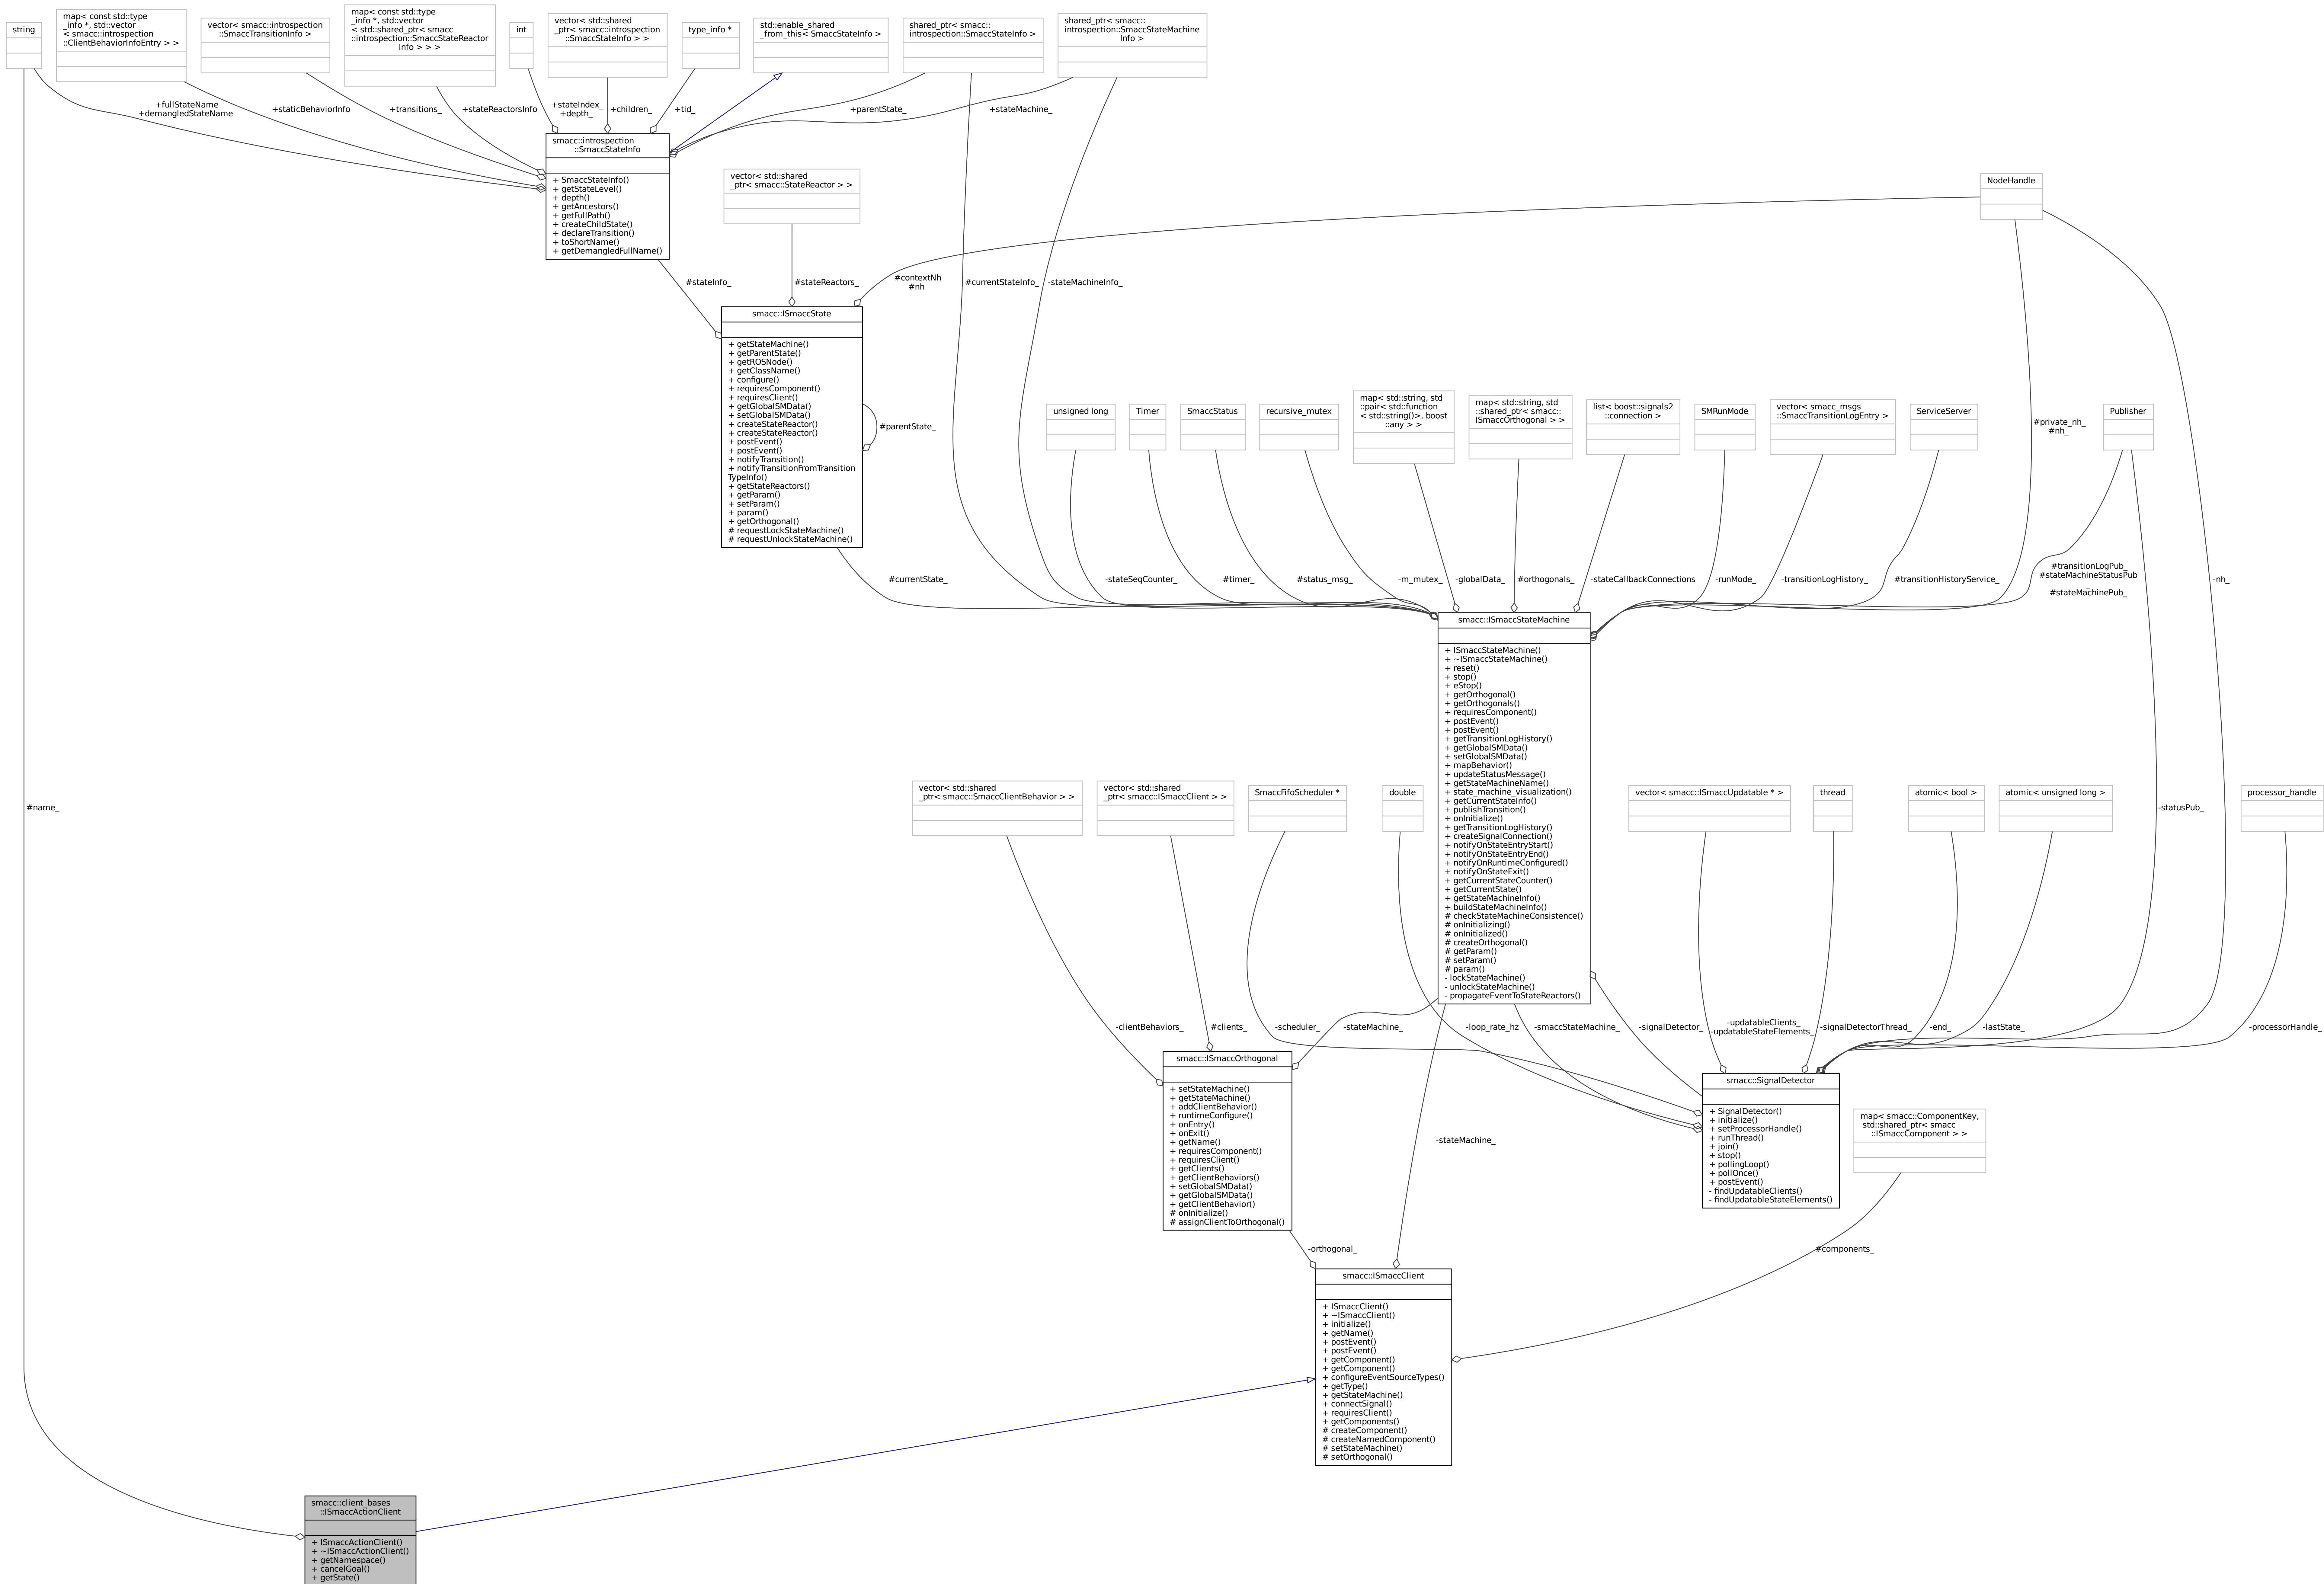 string
map< const std::type
_info *, std::vector
< smacc::introspection
::ClientBehaviorInfoEntry > >
vector< smacc::introspection
::SmaccTransitionInfo >
map< const std::type
_info *, std::vector
< std::shared_ptr< smacc
::introspection::SmaccStateReactor
Info > > >
int
vector< std::shared
_ptr< smacc::introspection
::SmaccStateInfo > >
type_info *
std::enable_shared
_from_this< SmaccStateInfo >
shared_ptr< smacc::
introspection::SmaccStateInfo >
shared_ptr< smacc::
introspection::SmaccStateMachine
Info >
+fullStateName
+demangledStateName
+staticBehaviorInfo
+transitions_
+stateReactorsInfo
+stateIndex_
+depth_
+children_
+tid_
+parentState_
+stateMachine_
smacc::introspection
::SmaccStateInfo
+ SmaccStateInfo()
+ getStateLevel()
+ depth()
+ getAncestors()
+ getFullPath()
+ createChildState()
+ declareTransition()
+ toShortName()
+ getDemangledFullName()
vector< std::shared
_ptr< smacc::StateReactor > >
NodeHandle
#stateInfo_
#stateReactors_
#contextNh
#nh
#currentStateInfo_
-stateMachineInfo_
smacc::ISmaccState
+ getStateMachine()
+ getParentState()
+ getROSNode()
+ getClassName()
+ configure()
+ requiresComponent()
+ requiresClient()
+ getGlobalSMData()
+ setGlobalSMData()
+ createStateReactor()
+ createStateReactor()
+ postEvent()
+ postEvent()
+ notifyTransition()
+ notifyTransitionFromTransition
TypeInfo()
+ getStateReactors()
+ getParam()
+ setParam()
+ param()
+ getOrthogonal()
# requestLockStateMachine()
# requestUnlockStateMachine()
#parentState_
unsigned long
Timer
SmaccStatus
recursive_mutex
map< std::string, std
::pair< std::function
< std::string()>, boost
::any > >
map< std::string, std
::shared_ptr< smacc::
ISmaccOrthogonal > >
list< boost::signals2
::connection >
SMRunMode
vector< smacc_msgs
::SmaccTransitionLogEntry >
ServiceServer
Publisher
#private_nh_
#nh_
#currentState_
-stateSeqCounter_
#timer_
#status_msg_
-m_mutex_
-globalData_
#orthogonals_
-stateCallbackConnections
-runMode_
-transitionLogHistory_
#transitionHistoryService_
#transitionLogPub_
#stateMachineStatusPub
_
#stateMachinePub_
-nh_
smacc::ISmaccStateMachine
+ ISmaccStateMachine()
+ ~ISmaccStateMachine()
+ reset()
+ stop()
+ eStop()
+ getOrthogonal()
+ getOrthogonals()
+ requiresComponent()
+ postEvent()
+ postEvent()
+ getTransitionLogHistory()
+ getGlobalSMData()
+ setGlobalSMData()
+ mapBehavior()
+ updateStatusMessage()
+ getStateMachineName()
+ state_machine_visualization()
+ getCurrentStateInfo()
+ publishTransition()
+ onInitialize()
+ getTransitionLogHistory()
+ createSignalConnection()
+ notifyOnStateEntryStart()
+ notifyOnStateEntryEnd()
+ notifyOnRuntimeConfigured()
+ notifyOnStateExit()
+ getCurrentStateCounter()
+ getCurrentState()
+ getStateMachineInfo()
+ buildStateMachineInfo()
# checkStateMachineConsistence()
# onInitializing()
# onInitialized()
# createOrthogonal()
# getParam()
# setParam()
# param()
- lockStateMachine()
- unlockStateMachine()
- propagateEventToStateReactors()
#name_
vector< std::shared
_ptr< smacc::SmaccClientBehavior > >
vector< std::shared
_ptr< smacc::ISmaccClient > >
SmaccFifoScheduler *
double
vector< smacc::ISmaccUpdatable * >
thread
atomic< bool >
atomic< unsigned long >
-statusPub_
processor_handle
-clientBehaviors_
#clients_
-scheduler_
-stateMachine_
-loop_rate_hz
-smaccStateMachine_
-signalDetector_
-updatableClients_
-updatableStateElements_
-signalDetectorThread_
-end_
-lastState_
-processorHandle_
smacc::ISmaccOrthogonal
+ setStateMachine()
+ getStateMachine()
+ addClientBehavior()
+ runtimeConfigure()
+ onEntry()
+ onExit()
+ getName()
+ requiresComponent()
+ requiresClient()
+ getClients()
+ getClientBehaviors()
+ setGlobalSMData()
+ getGlobalSMData()
+ getClientBehavior()
# onInitialize()
# assignClientToOrthogonal()
-stateMachine_
smacc::SignalDetector
+ SignalDetector()
+ initialize()
+ setProcessorHandle()
+ runThread()
+ join()
+ stop()
+ pollingLoop()
+ pollOnce()
+ postEvent()
- findUpdatableClients()
- findUpdatableStateElements()
map< smacc::ComponentKey,
std::shared_ptr< smacc
::ISmaccComponent > >
-orthogonal_
#components_
smacc::ISmaccClient
+ ISmaccClient()
+ ~ISmaccClient()
+ initialize()
+ getName()
+ postEvent()
+ postEvent()
+ getComponent()
+ getComponent()
+ configureEventSourceTypes()
+ getType()
+ getStateMachine()
+ connectSignal()
+ requiresClient()
+ getComponents()
# createComponent()
# createNamedComponent()
# setStateMachine()
# setOrthogonal()
smacc::client_bases
::ISmaccActionClient
+ ISmaccActionClient()
+ ~ISmaccActionClient()
+ getNamespace()
+ cancelGoal()
+ getState()